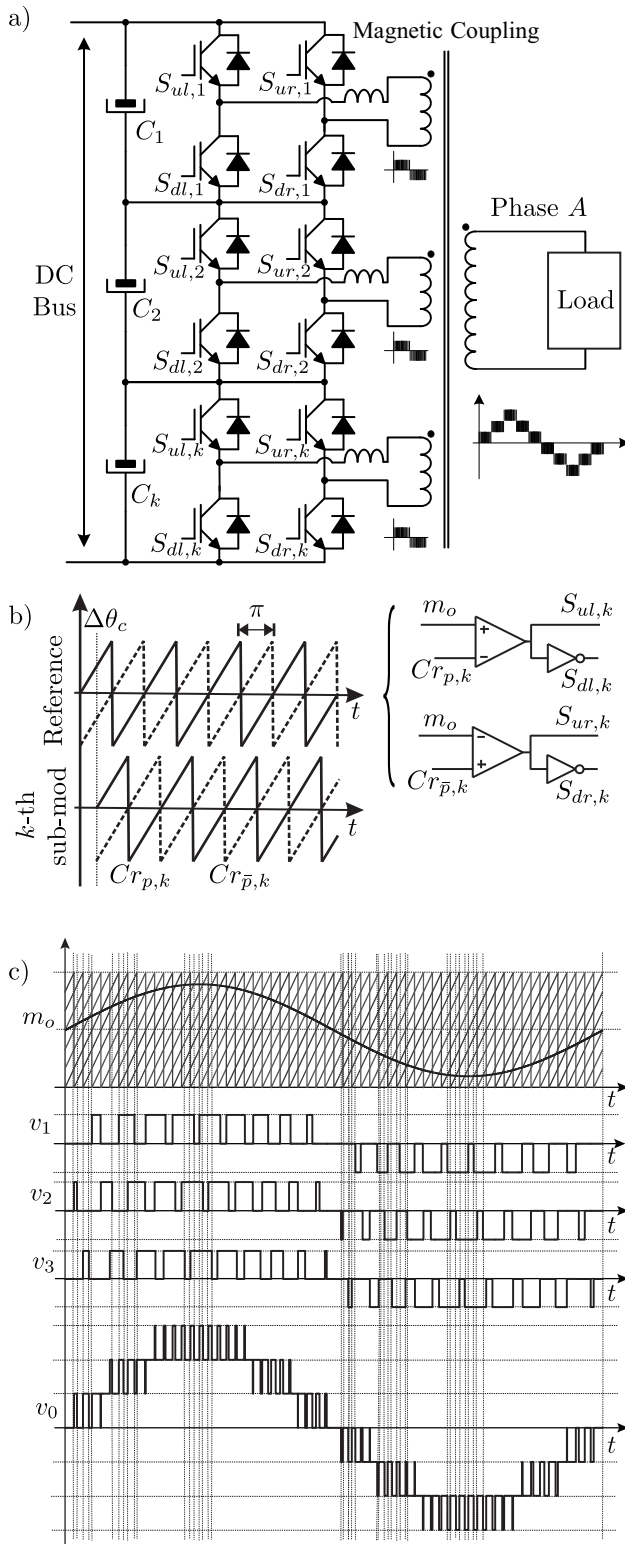 a)
Magnetic Coupling
S_{ul,1}
S_{ur,1}
C_1
S_{dl,1}
S_{dr,1}
DC
Bus
S_{ul,2}
S_{ur,2}
C_2
S_{dl,2}
S_{dr,2}
S_{ul,k}
S_{ur,k}
C_k
S_{dl,k}
S_{dr,k}
Phase A
Load
b)
Δθ_c
π
Reference
t
k-th
sub-mod
t
Cr_{p,k}
Cr_{p̄,k}
m_o
S_{ul,k}
+
−
Cr_{p,k}
S_{dl,k}
m_o
S_{ur,k}
−
+
Cr_{p̄,k}
S_{dr,k}
c)
m_o
t
v_1
t
v_2
t
v_3
t
v_0
t